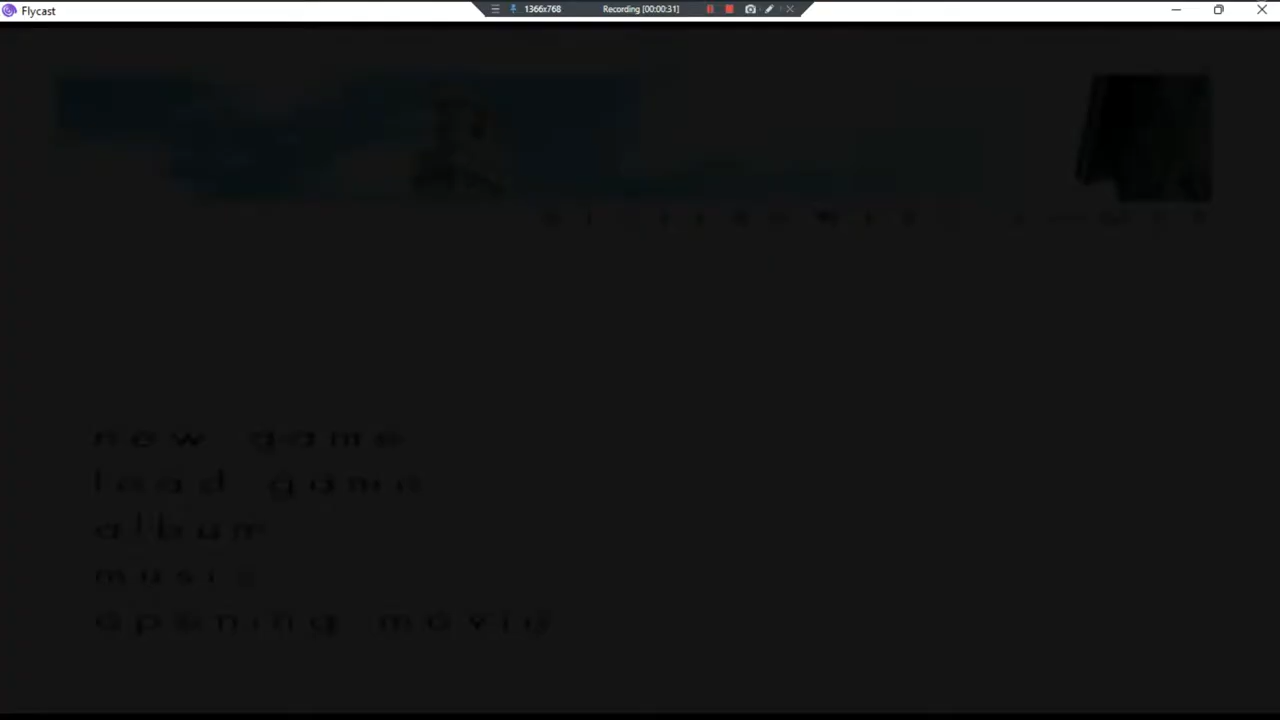 Flycast
1366x768
Recording [00:00:31]
new game
load game
album
music
opening movie